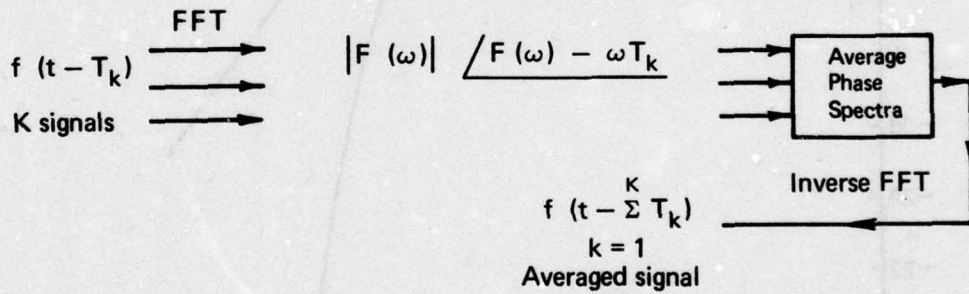 FFT
f (t – T_k)
K signals
|F (ω)| /F (ω) – ωT_k
Average
Phase
Spectra
Inverse FFT
K
f (t – Σ T_k)
k = 1
Averaged signal